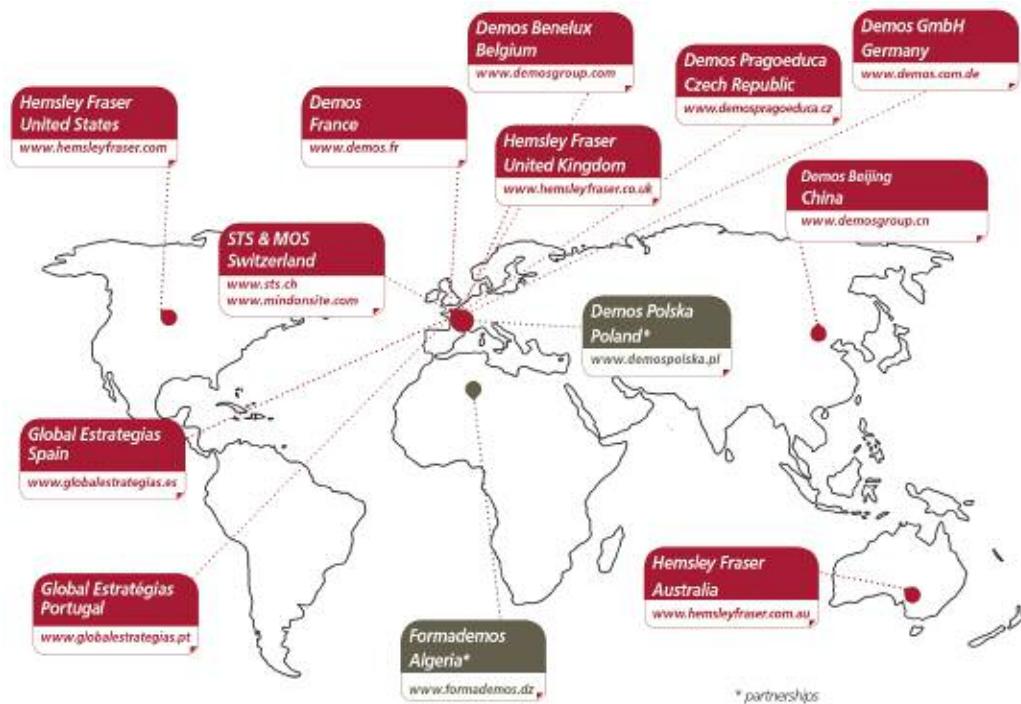 Demos Benelux
Belgium
www.demosgroup.com
Demos GmbH
Germany
www.demos.com.de
Demos Pragoeduca
Czech Republic
www.demospragoeduca.cz
Hemsley Fraser
United States
www.hemsleyfraser.com
Demos
France
www.demos.fr
Hemsley Fraser
United Kingdom
www.hemsleyfraser.co.uk
Demos Beijing
China
www.demosgroup.cn
STS & MOS
Switzerland
www.sts.ch
www.mindonsite.com
Demos Polska
Poland*
www.demospolska.pl
Global Estrategias
Spain
www.globalestrategias.es
Hemsley Fraser
Australia
www.hemsleyfraser.com.au
Global Estratégias
Portugal
www.globalestrategias.pt
Formademos
Algeria*
www.formademos.dz
* partnerships